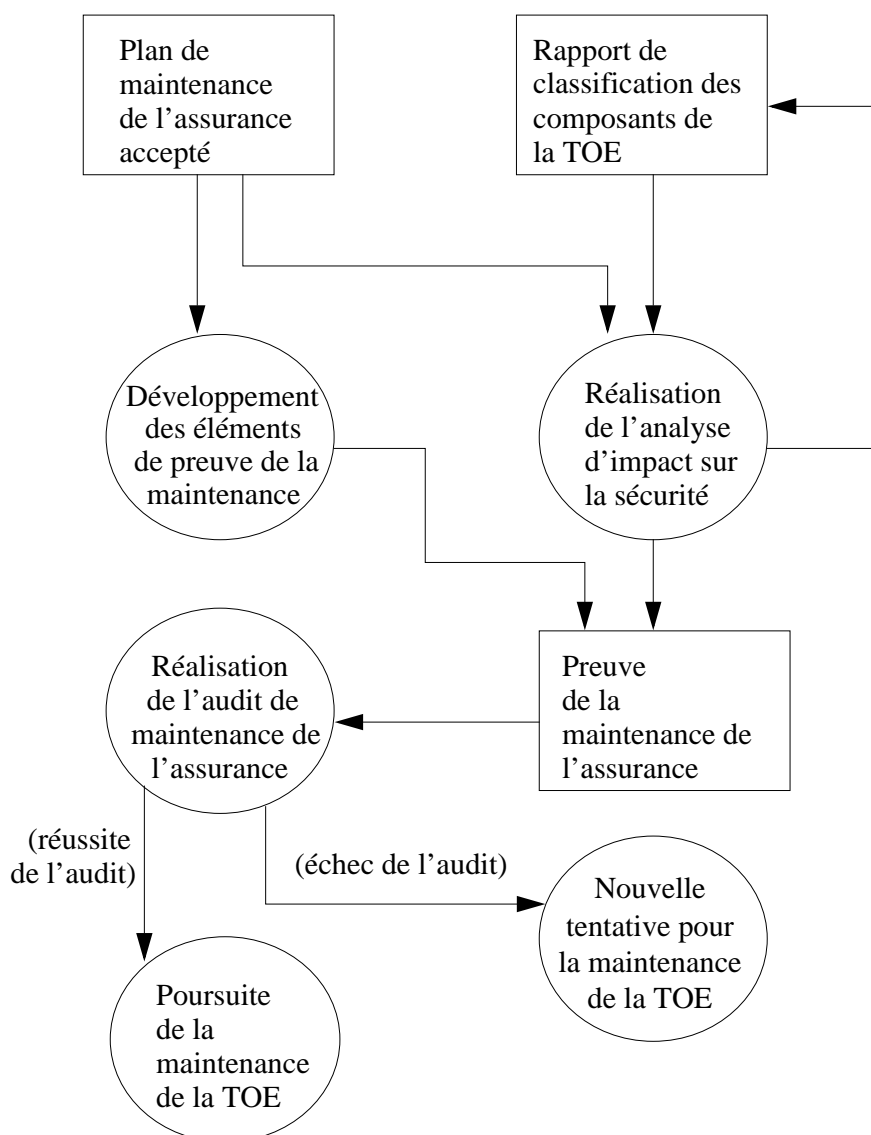 Plan de
maintenance
de l’assurance
accepté
Rapport de
classification des
composants de
la TOE
Développement
des éléments
de preuve de la
maintenance
Réalisation
de l’analyse
d’impact sur
la sécurité
Réalisation
de l’audit de
maintenance de
l’assurance
Preuve
de la
maintenance de
l’assurance
(réussite
de l’audit)
(échec de l’audit)
Nouvelle
tentative pour
la maintenance
de la TOE
Poursuite
de la
maintenance
de la TOE